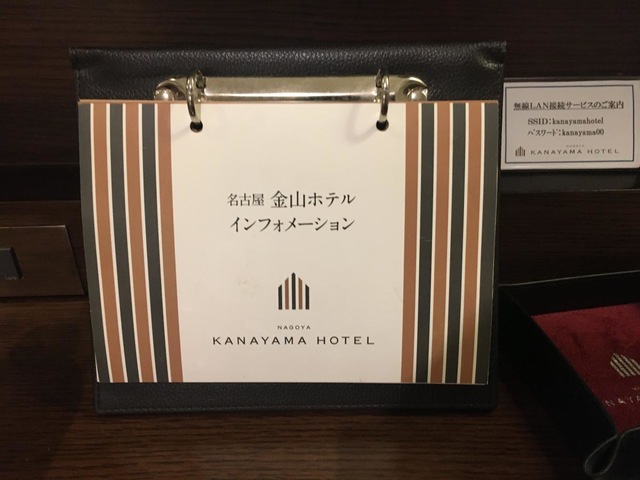 名古屋 金山ホテル
インフォメーション
NAGOYA
KANAYAMA HOTEL
無線LAN接続サービスのご案内
SSID:kanayamahotel
パスワード:kanayama00
NAGOYA
KANAYAMA HOTEL